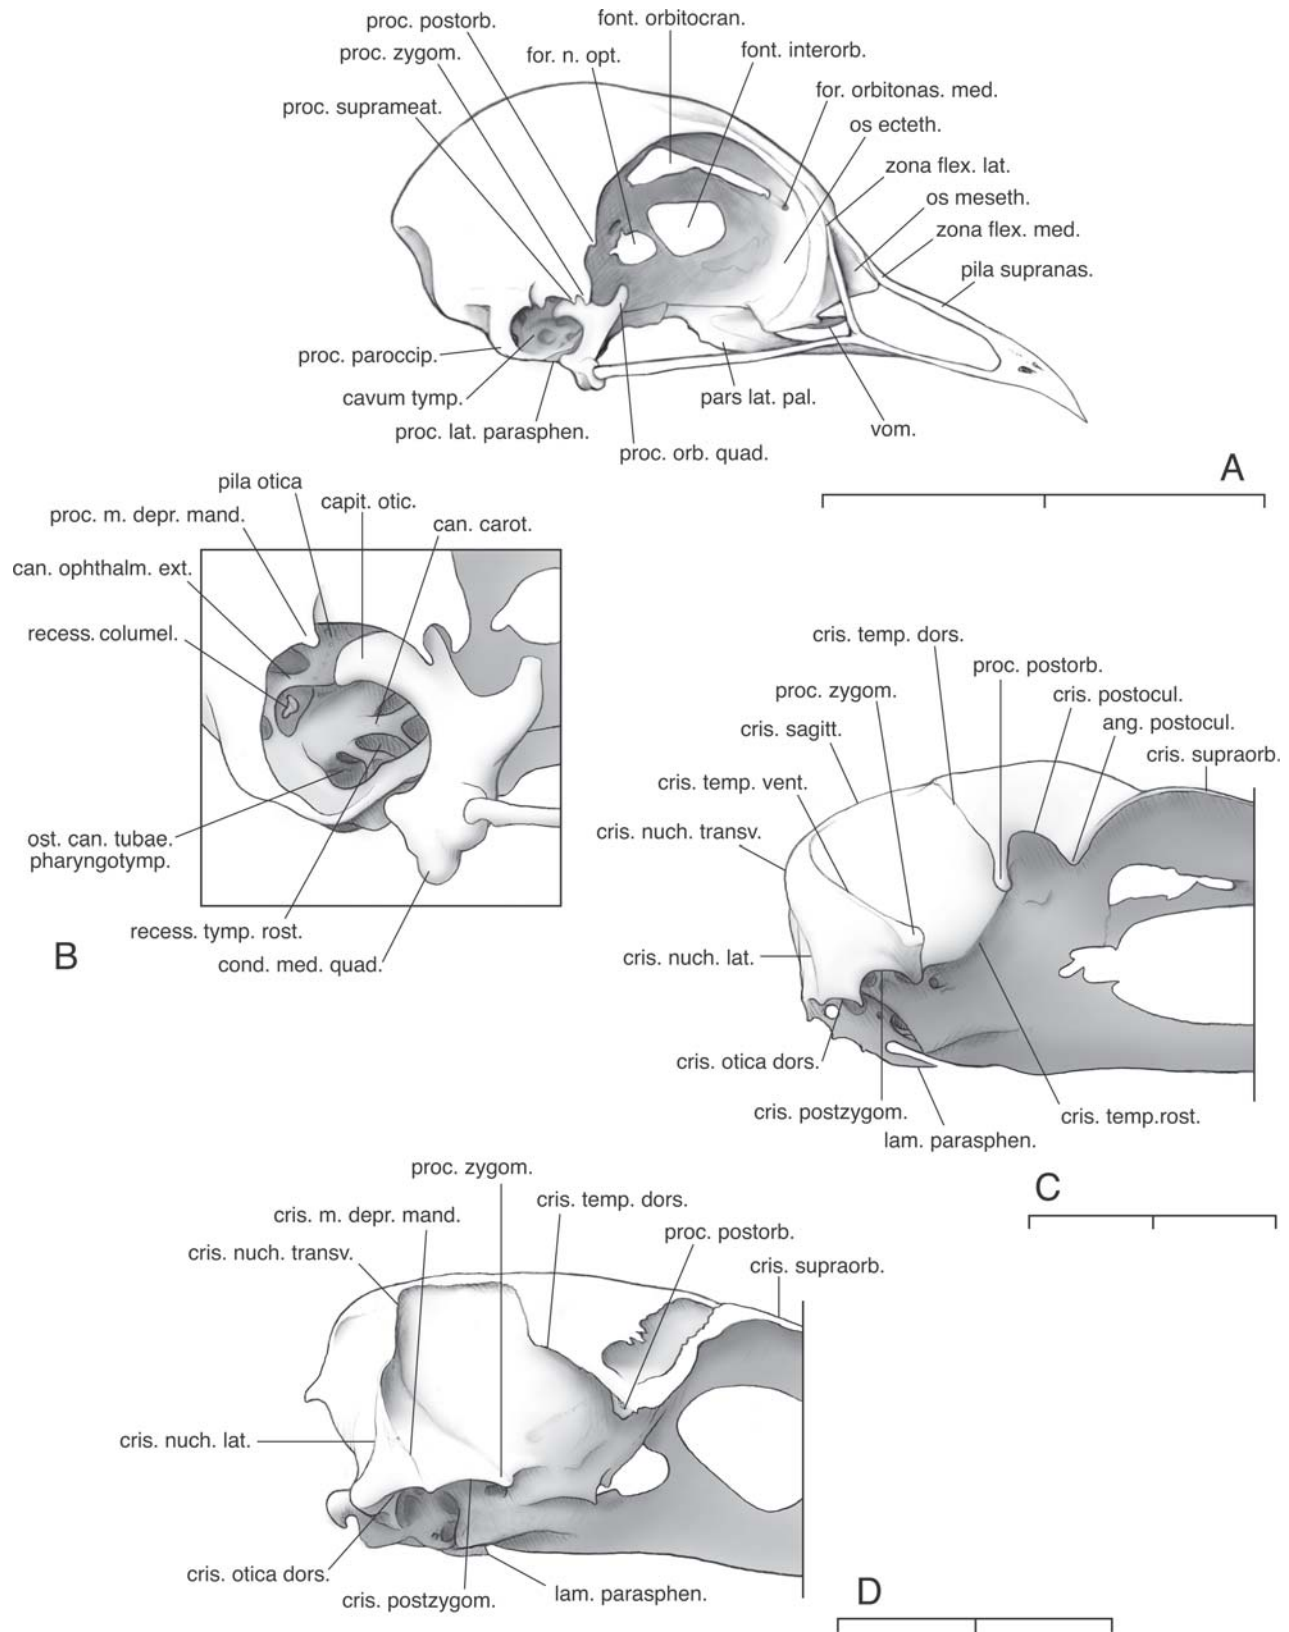 proc. postorb.
font. orbitocran.
proc. zygom.
for. n. opt.
font. interorb.
proc. suprameat.
for. orbitonas. med.
os ecteth.
zona flex. lat.
os meseth.
zona flex. med.
pila supranas.
proc. paroccip.
cavum tymp.
proc. lat. parasphen.
proc. orb. quad.
pars lat. pal.
vom.
A
pila otica
capit. otic.
proc. m. depr. mand.
can. carot.
can. ophthalm. ext.
recess. columel.
ost. can. tubae.
pharyngotymp.
recess. tymp. rost.
cond. med. quad.
B
cris. temp. dors.
proc. postorb.
proc. zygom.
cris. postocul.
cris. sagitt.
ang. postocul.
cris. supraorb.
cris. temp. vent.
cris. nuch. transv.
cris. nuch. lat.
cris. otica dors.
cris. postzygom.
cris. temp.rost.
lam. parasphen.
C
proc. zygom.
cris. temp. dors.
cris. m. depr. mand.
proc. postorb.
cris. nuch. transv.
cris. supraorb.
cris. nuch. lat.
cris. otica dors.
cris. postzygom.
lam. parasphen.
D